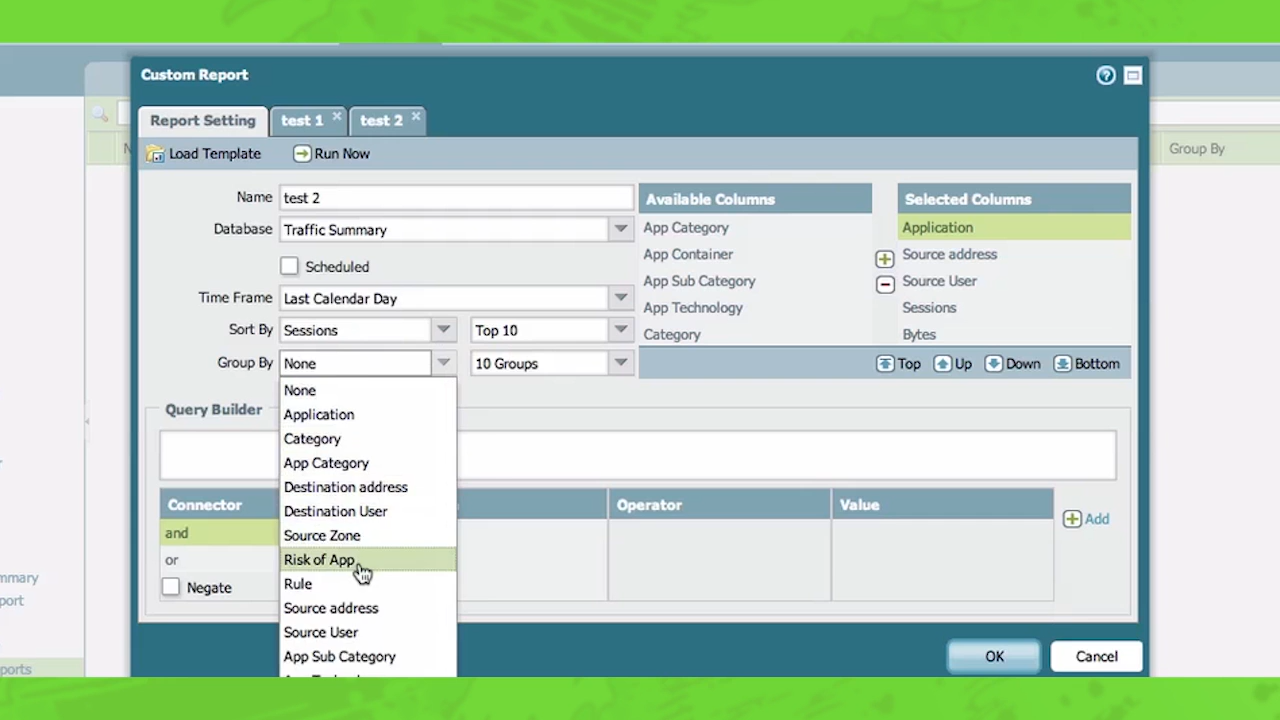 Custom Report
Report Setting test 1 test 2
Load Template Run Now
Group By
Name test 2
Database Traffic Summary
Scheduled
Time Frame Last Calendar Day
Sort By Sessions Top 10
Group By None 10 Groups
None
Application
Category
App Category
Destination address
Destination User
Source Zone
Risk of App
Rule
Source address
Source User
App Sub Category
Available Columns
App Category
App Container
App Sub Category
App Technology
Category
Selected Columns
Application
Source address
Source User
Sessions
Bytes
Top Up Down Bottom
Query Builder
Connector Operator Value
and
or
Negate
Add
OK Cancel